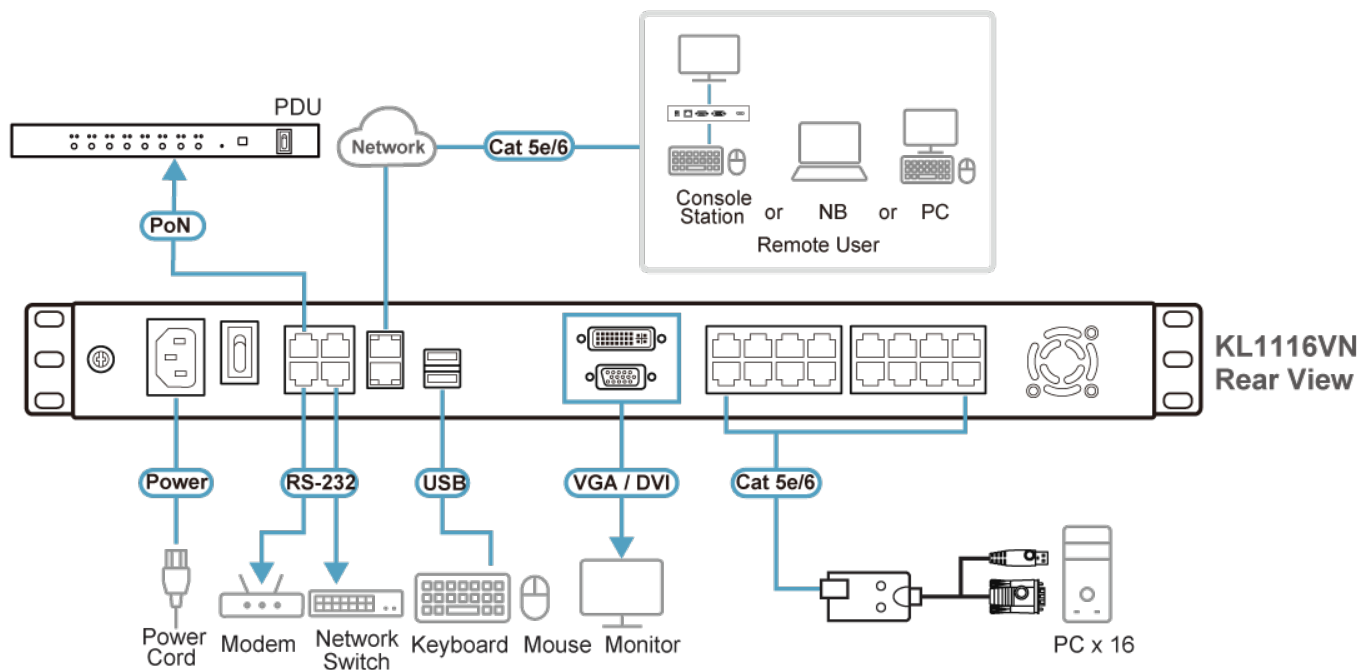 PDU
Network
Cat 5e/6
PoN
Console
Station or NB or PC
Remote User
KL1116VN
Rear View
Power
RS-232
USB
VGA / DVI
Cat 5e/6
Power
Cord
Modem
Network
Switch
Keyboard
Mouse
Monitor
PC x 16